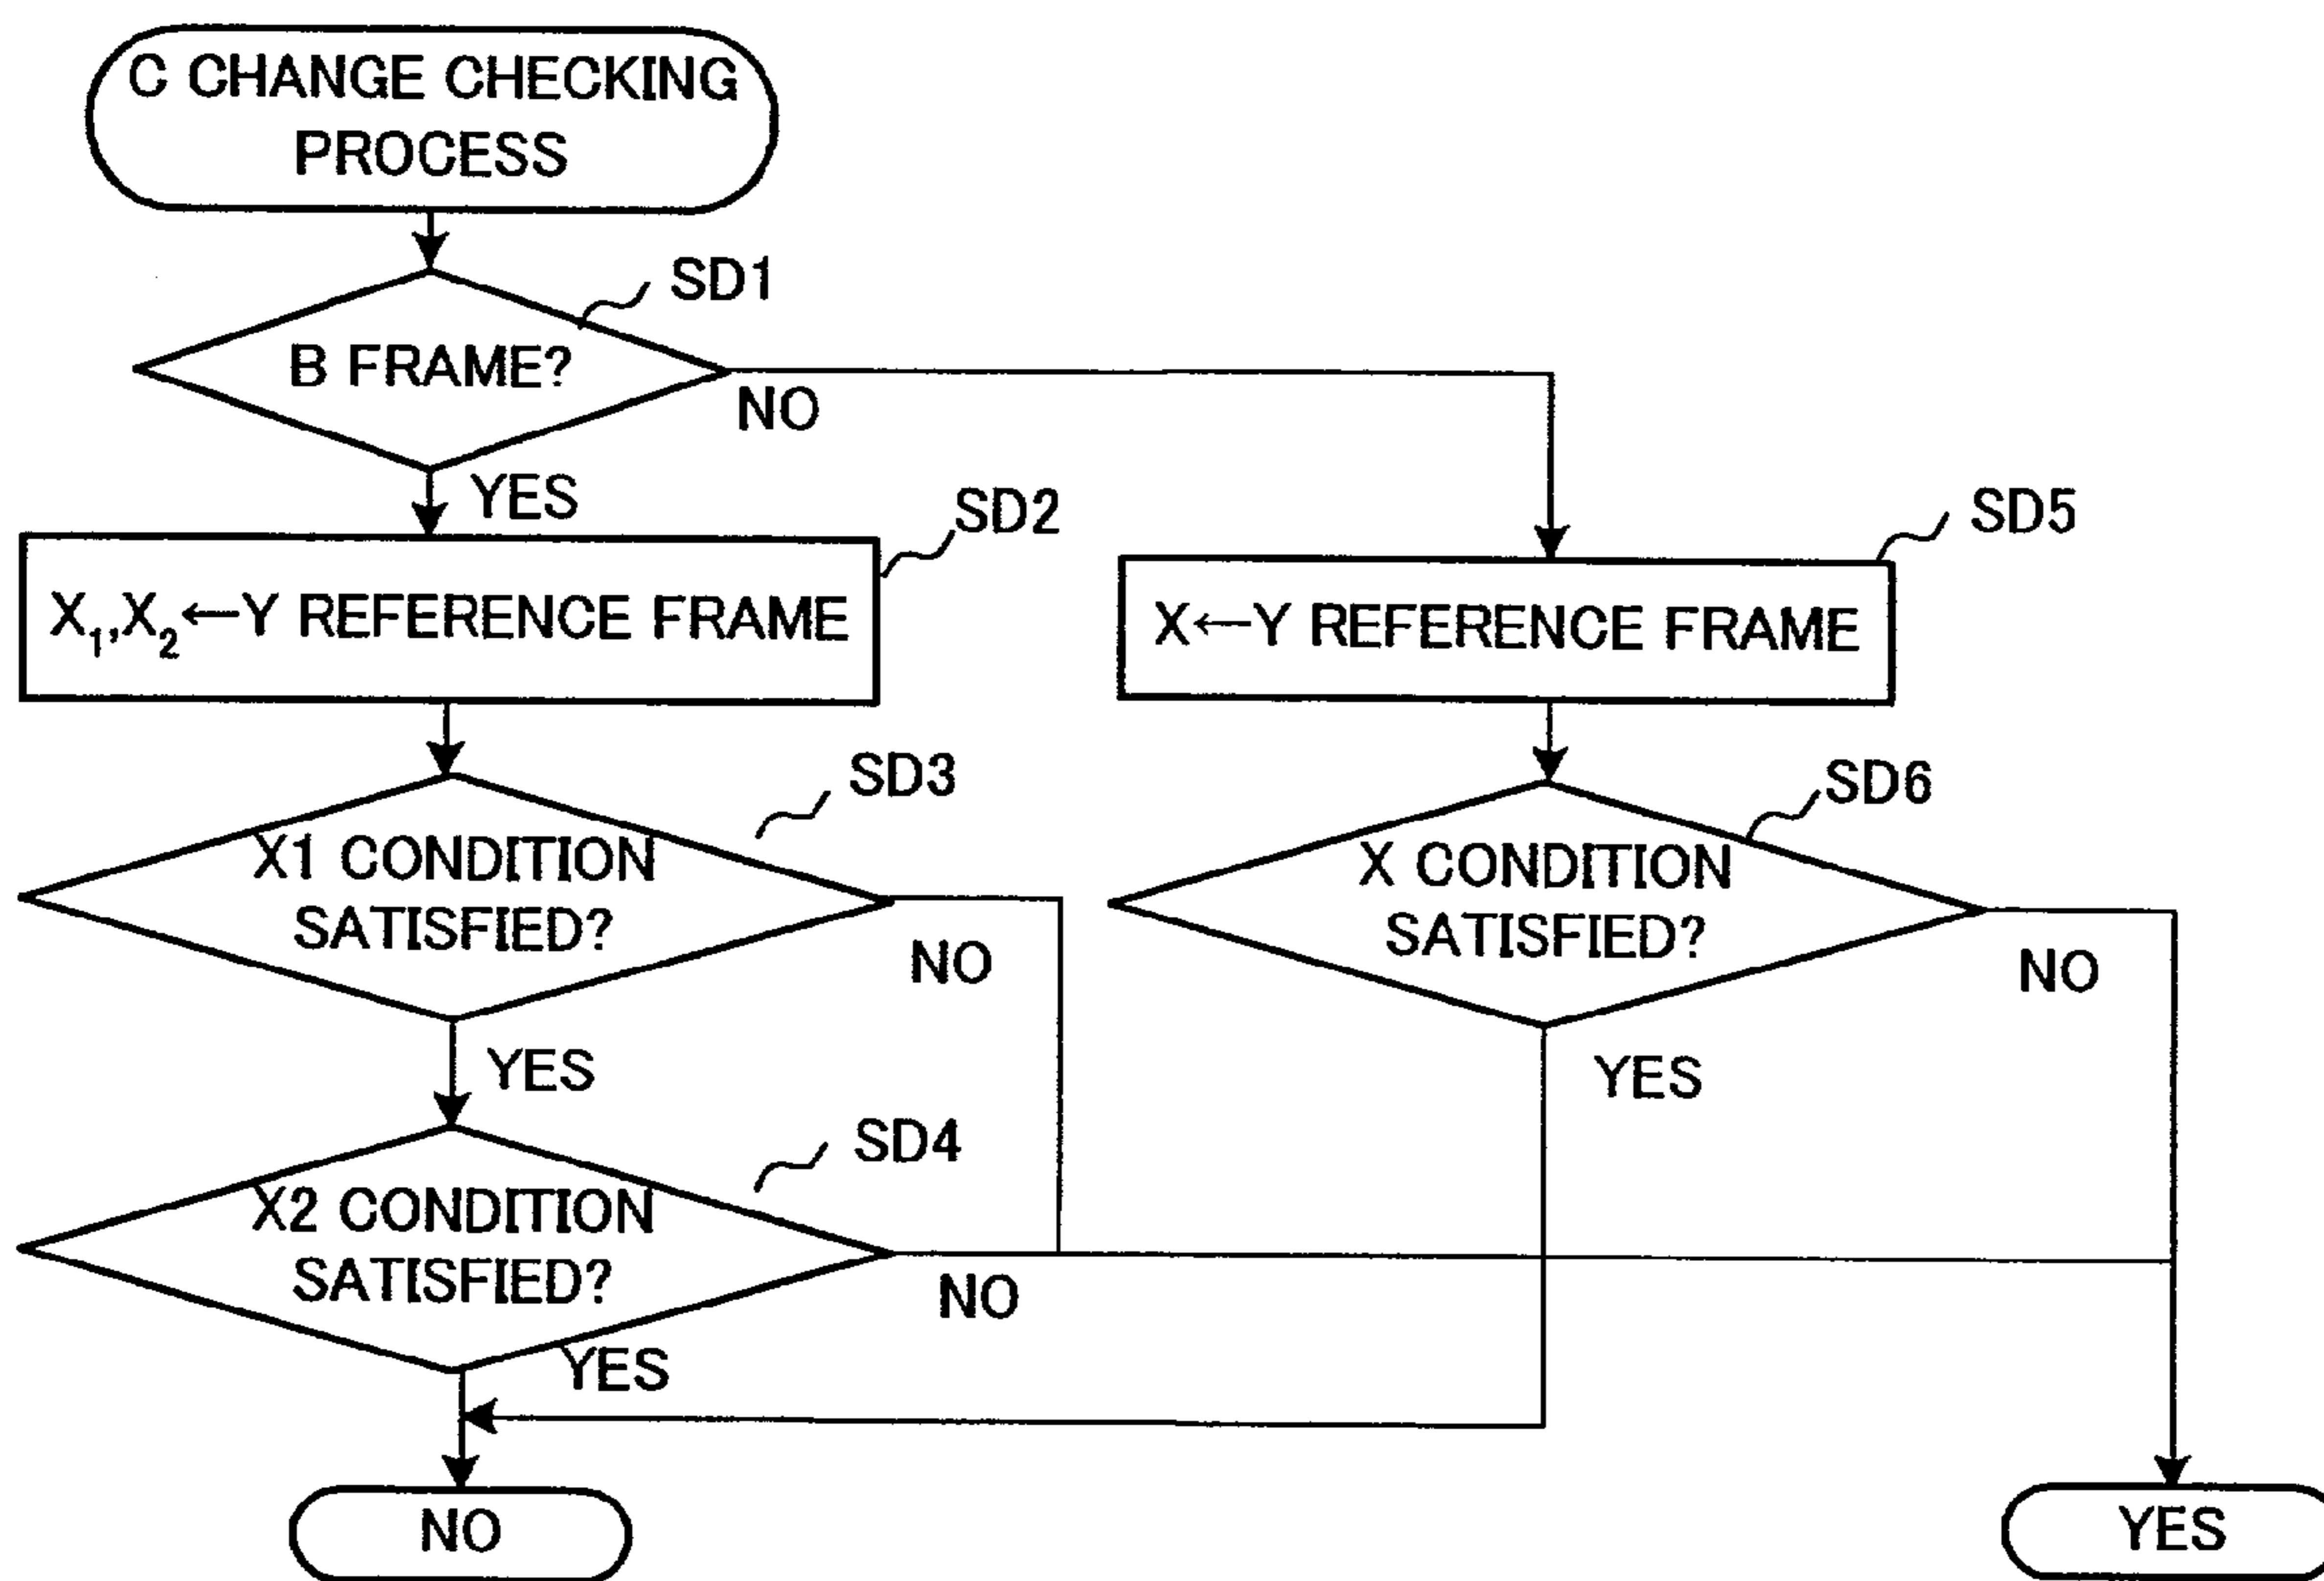 C CHANGE CHECKING
PROCESS
SD1
B FRAME?
NO
YES
SD2
X₁,X₂←Y REFERENCE FRAME
SD5
X←Y REFERENCE FRAME
SD3
X1 CONDITION
SATISFIED?
NO
YES
SD6
X CONDITION
SATISFIED?
NO
YES
SD4
X2 CONDITION
SATISFIED?
NO
YES
NO
YES